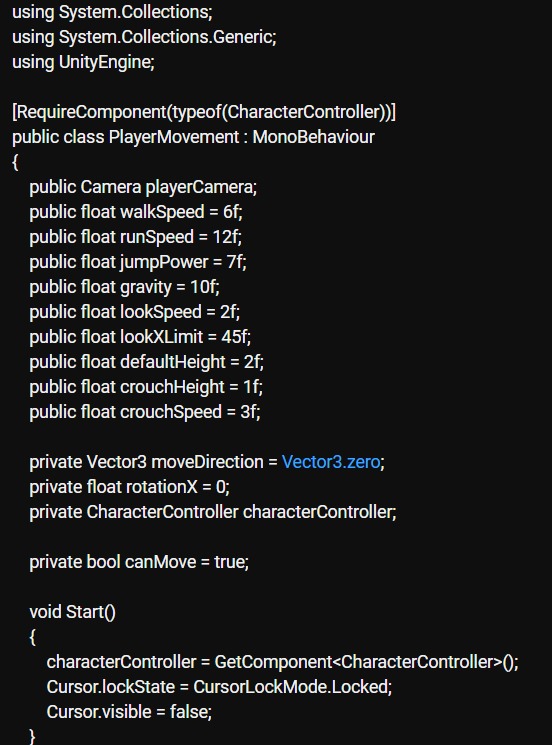 using System.Collections;
using System.Collections.Generic;
using UnityEngine;

[RequireComponent(typeof(CharacterController))]
public class PlayerMovement : MonoBehaviour
{
    public Camera playerCamera;
    public float walkSpeed = 6f;
    public float runSpeed = 12f;
    public float jumpPower = 7f;
    public float gravity = 10f;
    public float lookSpeed = 2f;
    public float lookXLimit = 45f;
    public float defaultHeight = 2f;
    public float crouchHeight = 1f;
    public float crouchSpeed = 3f;

    private Vector3 moveDirection = Vector3.zero;
    private float rotationX = 0;
    private CharacterController characterController;

    private bool canMove = true;

    void Start()
    {
        characterController = GetComponent<CharacterController>();
        Cursor.lockState = CursorLockMode.Locked;
        Cursor.visible = false;
    }